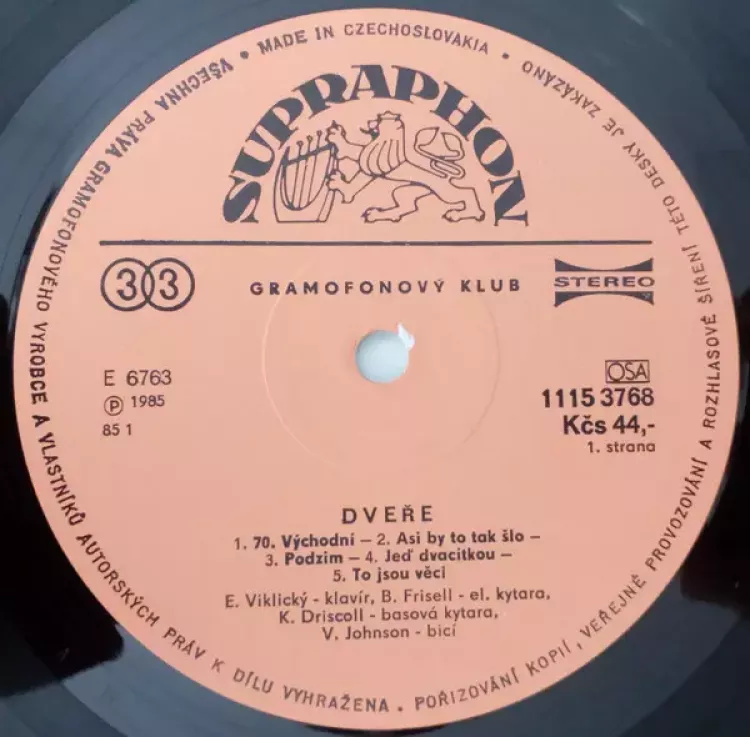 • MADE IN CZECHOSLOVAKIA •
VŠECHNA PRÁVA GRAMOFONOVÉHO VÝROBCE A VLASTNÍKŮ AUTORSKÝCH PRÁV K DÍLU VYHRAŽENA. POŘIZOVÁNÍ KOPIÍ, VEŘEJNÉ PROVOZOVÁNÍ A ROZHLASOVÉ ŠÍŘENÍ TÉTO DESKY JE ZAKÁZÁNO
SUPRAPHON
33
GRAMOFONOVÝ KLUB
STEREO
E 6763
Ⓟ 1985
85 1
OSA
1115 3768
Kčs 44,-
1. strana
DVEŘE
1. 70. Východní – 2. Asi by to tak šlo –
3. Podzim – 4. Jeď dvacítkou –
5. To jsou věci
E. Viklický - klavír, B. Frisell - el. kytara,
K. Driscoll - basová kytara,
V. Johnson - bicí